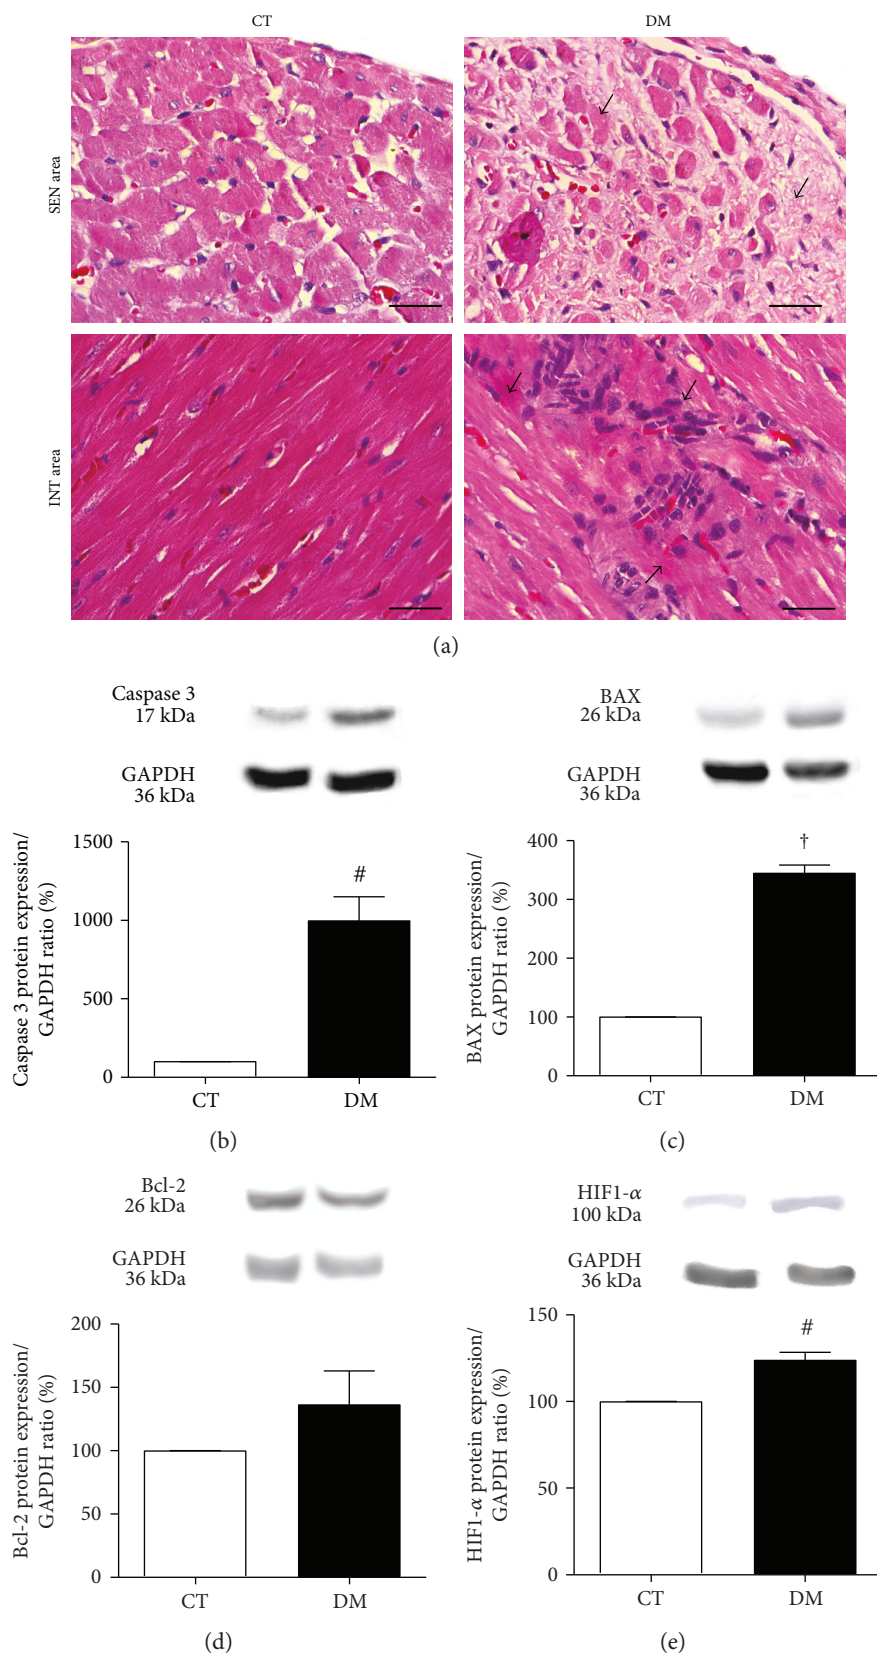 CT
DM
SEN area
INT area
(a)
Caspase 3
17 kDa
GAPDH
36 kDa
Caspase 3 protein expression/
GAPDH ratio (%)
1500
1000
500
0
#
CT
DM
(b)
BAX
26 kDa
GAPDH
36 kDa
BAX protein expression/
GAPDH ratio (%)
400
300
200
100
0
†
CT
DM
(c)
Bcl-2
26 kDa
GAPDH
36 kDa
Bcl-2 protein expression/
GAPDH ratio (%)
200
150
100
50
0
CT
DM
(d)
HIF1-α
100 kDa
GAPDH
36 kDa
HIF1-α protein expression/
GAPDH ratio (%)
150
100
50
0
#
CT
DM
(e)